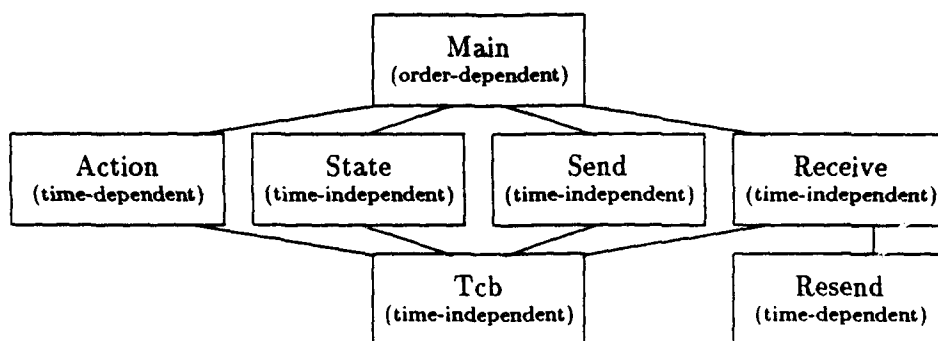 Main
(order-dependent)
Action
(time-dependent)
State
(time-independent)
Send
(time-independent)
Receive
(time-independent)
Tcb
(time-independent)
Resend
(time-dependent)